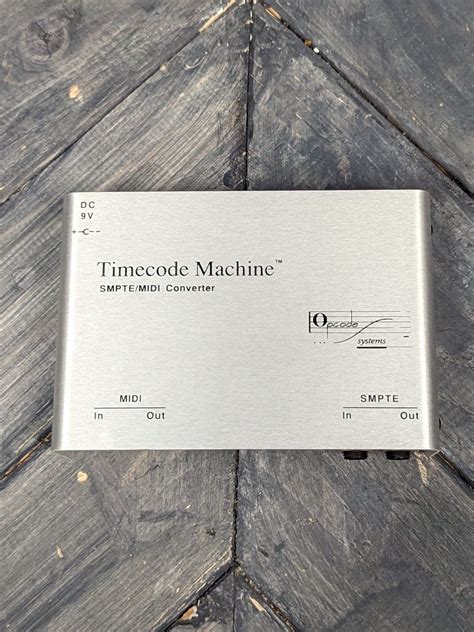 DC
9V
+ -C- -
Timecode Machine™
SMPTE/MIDI Converter
Opcode
systems
MIDI
In Out
SMPTE
In Out